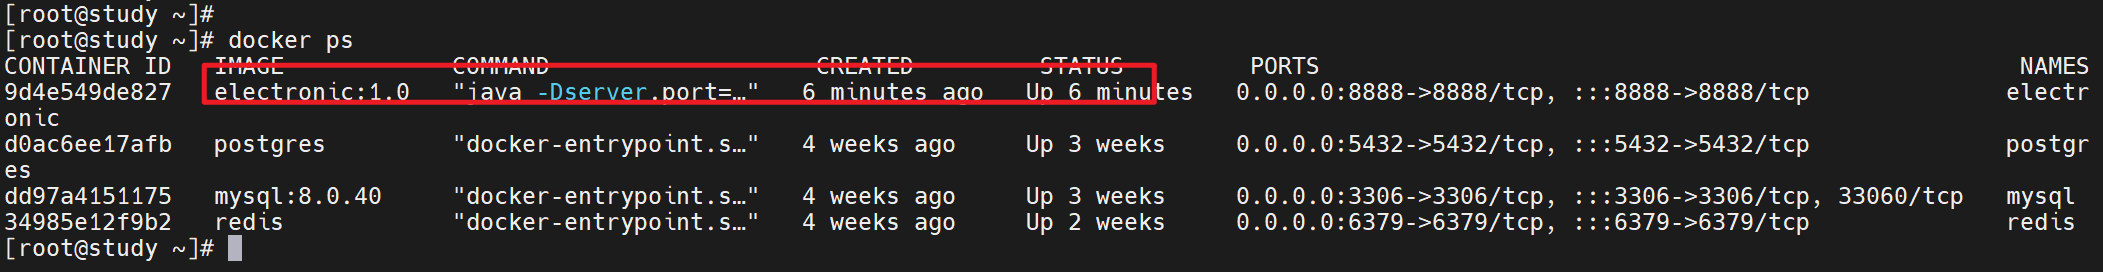 [root@study ~]#
[root@study ~]# docker ps
CONTAINER ID   IMAGE            COMMAND                   CREATED         STATUS         PORTS                                                  NAMES
9d4e549de827   electronic:1.0   "java -Dserver.port=…"   6 minutes ago   Up 6 minutes   0.0.0.0:8888->8888/tcp, :::8888->8888/tcp              electr
onic
d0ac6ee17afb   postgres         "docker-entrypoint.s…"   4 weeks ago     Up 3 weeks     0.0.0.0:5432->5432/tcp, :::5432->5432/tcp              postgr
es
dd97a4151175   mysql:8.0.40     "docker-entrypoint.s…"   4 weeks ago     Up 3 weeks     0.0.0.0:3306->3306/tcp, :::3306->3306/tcp, 33060/tcp   mysql
34985e12f9b2   redis            "docker-entrypoint.s…"   4 weeks ago     Up 2 weeks     0.0.0.0:6379->6379/tcp, :::6379->6379/tcp              redis
[root@study ~]#